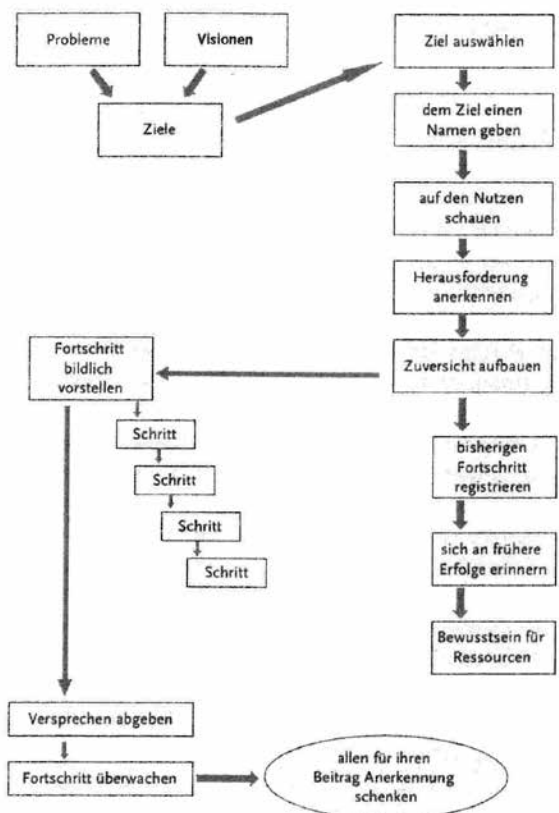 Probleme
Visionen
Ziele
Ziel auswählen
dem Ziel einen
Namen geben
auf den Nutzen
schauen
Herausforderung
anerkennen
Zuversicht aufbauen
bisherigen
Fortschritt
registrieren
sich an frühere
Erfolge erinnern
Bewusstsein für
Ressourcen
Fortschritt
bildlich
vorstellen
Schritt
Schritt
Schritt
Schritt
Versprechen abgeben
Fortschritt überwachen
allen für ihren
Beitrag Anerkennung
schenken